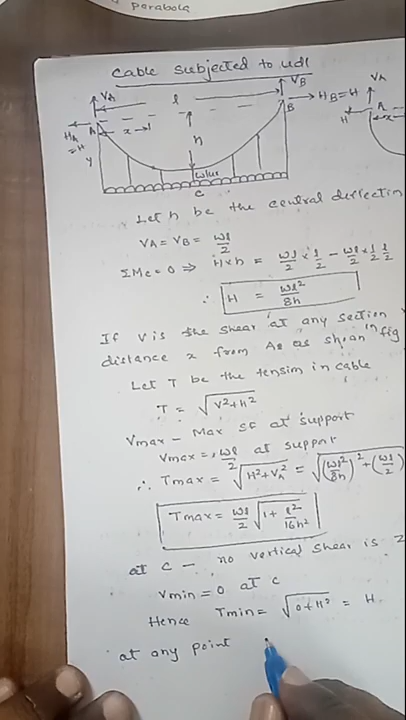 parabola
Cable subjected to udl
VA l VB
HA A x B HB = H
= H y h
w/ur
C
VA
H A
x
Let h be the central deflection
VA = VB = wl/2
ΣMc = 0 ⇒ H×h = wl/2 × l/2 − wl/2 × 1/2 l/2
∴ H = wl²/8h
If V is the shear at any section
distance x from A as shown in fig
Let T be the tension in cable
T = √(V²+H²)
Vmax – Max SF at support
Vmax = wl/2 at support
∴ Tmax = √(H²+VA²) = √((wl²/8h)² + (wl/2)
Tmax = wl/2 √(1 + l²/16h²)
at C – no vertical shear is z
Vmin = 0 at C
Hence Tmin = √(0+H²) = H
at any point